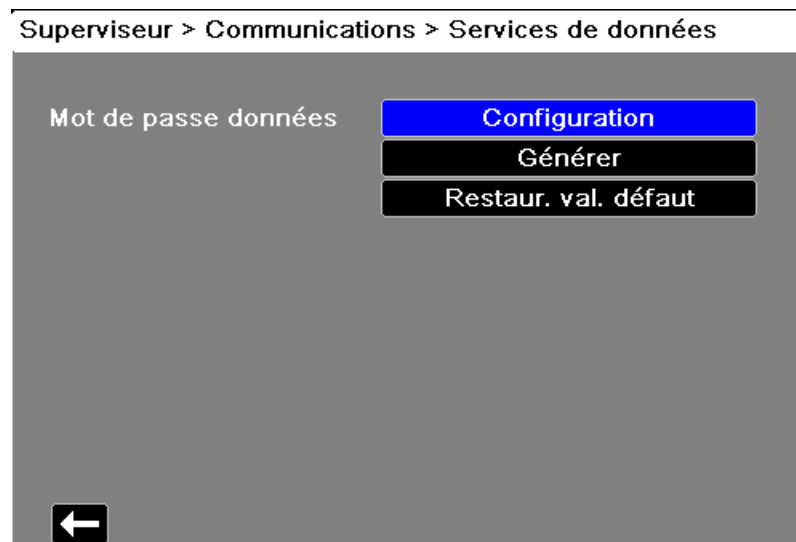 Superviseur > Communications > Services de données
Mot de passe données
Configuration
Générer
Restaur. val. défaut